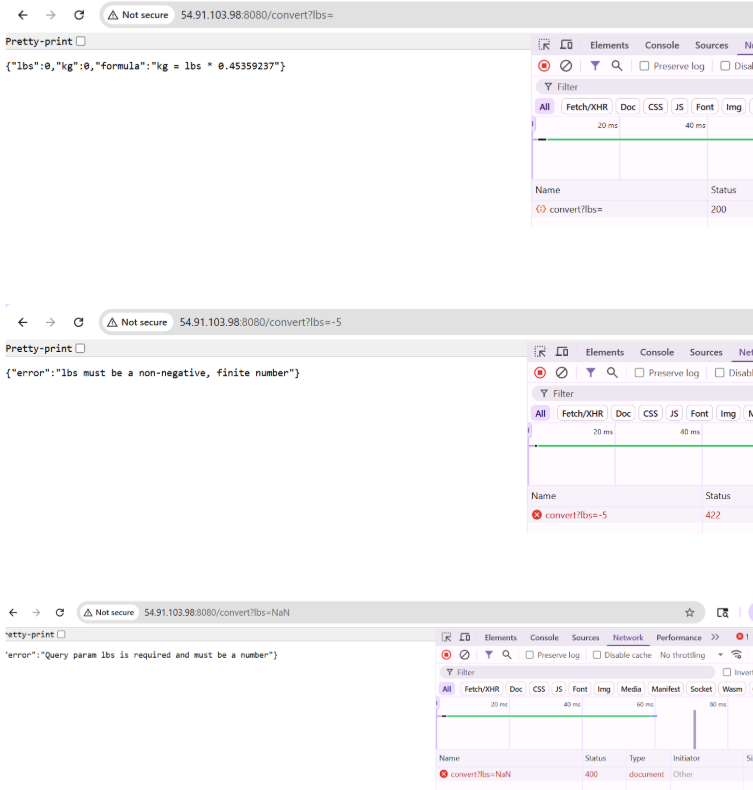 Not secure 54.91.103.98:8080/convert?lbs=
Pretty-print
{"lbs":0,"kg":0,"formula":"kg = lbs * 0.45359237"}
Elements Console Sources
Preserve log
Filter
All Fetch/XHR Doc CSS JS Font Img
20 ms 40 ms
Name Status
convert?lbs= 200
Not secure 54.91.103.98:8080/convert?lbs=-5
Pretty-print
{"error":"lbs must be a non-negative, finite number"}
Elements Console Sources
Preserve log
Filter
All Fetch/XHR Doc CSS JS Font Img
20 ms 40 ms
Name Status
convert?lbs=-5 422
Not secure 54.91.103.98:8080/convert?lbs=NaN
retty-print
"error":"Query param lbs is required and must be a number"}
Elements Console Sources Network Performance 1
Preserve log Disable cache No throttling
Filter Inver
All Fetch/XHR Doc CSS JS Font Img Media Manifest Socket Wasm
20 ms 40 ms 60 ms 80 ms
Name Status Type Initiator
convert?lbs=NaN 400 document Other